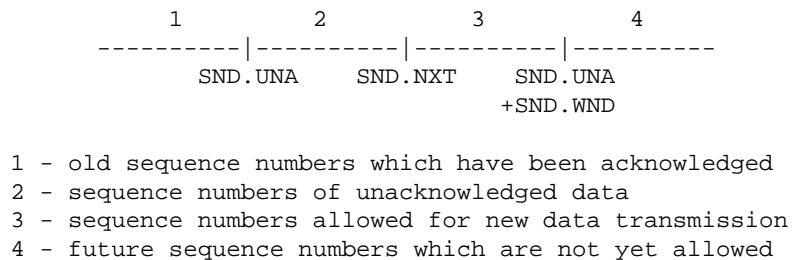 1 2 3 4
----------|----------|----------|----------
SND.UNA SND.NXT SND.UNA
+SND.WND
1 - old sequence numbers which have been acknowledged
2 - sequence numbers of unacknowledged data
3 - sequence numbers allowed for new data transmission
4 - future sequence numbers which are not yet allowed